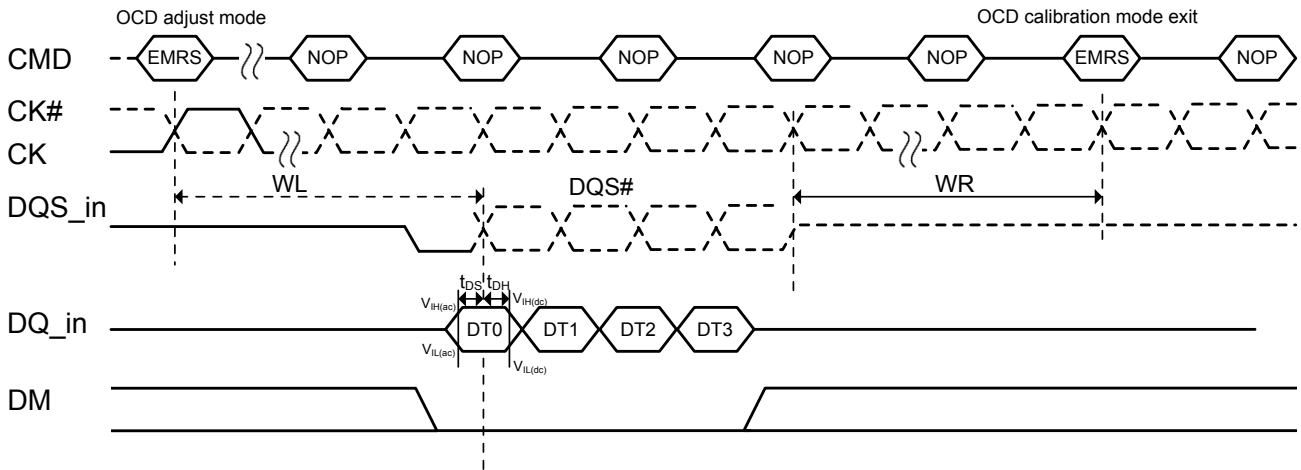 OCD adjust mode
OCD calibration mode exit
CMD
EMRS
NOP
NOP
NOP
NOP
NOP
EMRS
NOP
CK#
CK
WL
DQS#
WR
DQS_in
tDS
tDH
VIH(ac)
VIH(dc)
DQ_in
DT0
DT1
DT2
DT3
VIL(ac)
VIL(dc)
DM